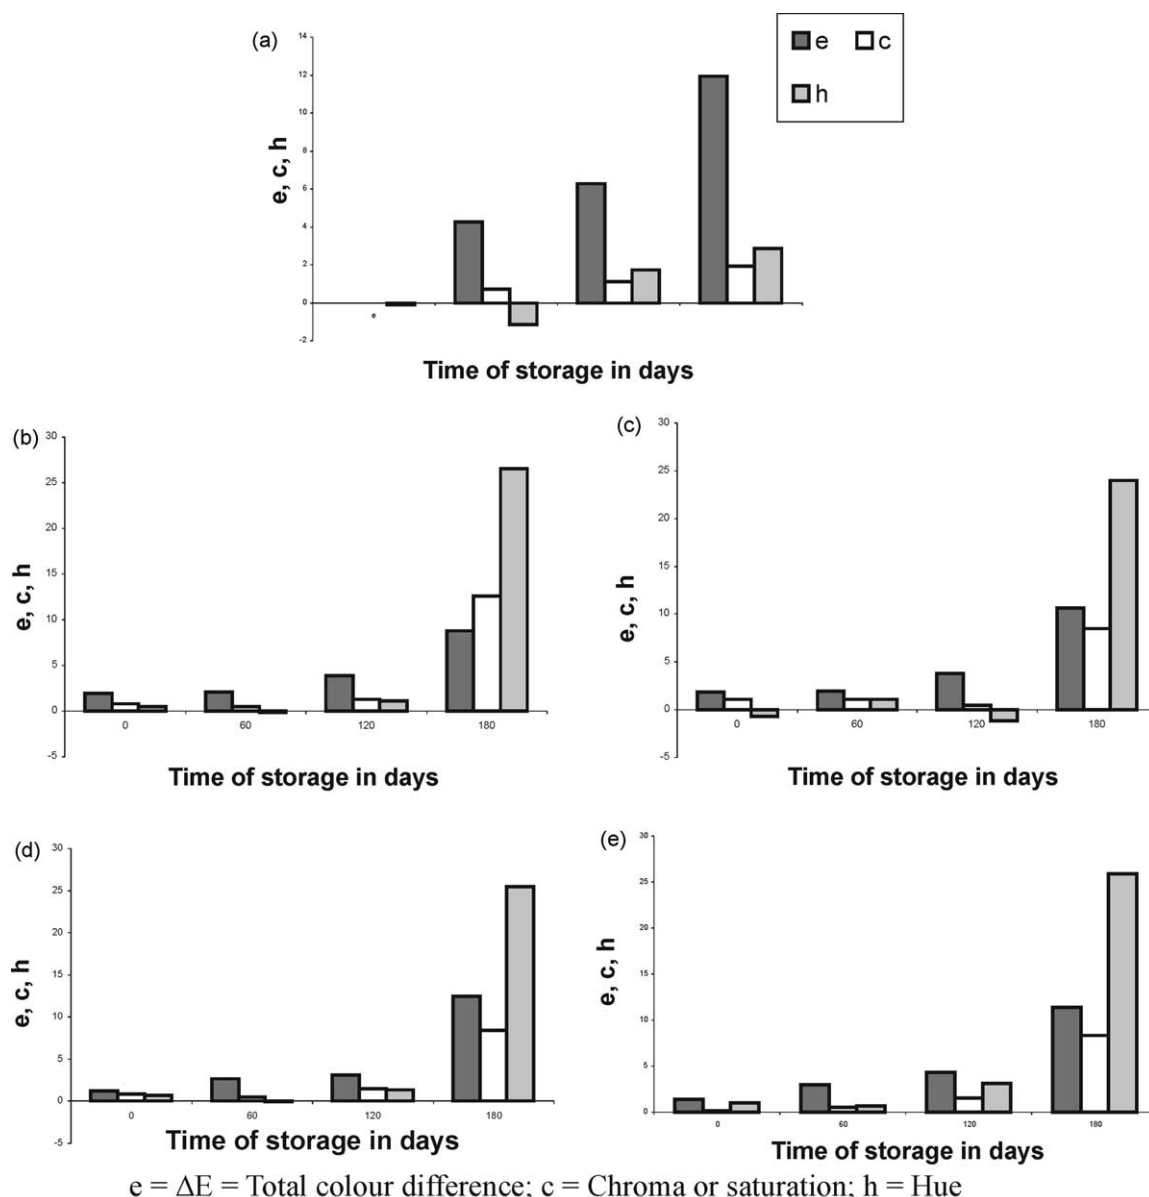 (a)
e c
h
14
12
10
8
6
4
2
0
-2
e, c, h
Time of storage in days
(b)
30
25
20
15
10
5
0
-5
e, c, h
0 60 120 180
Time of storage in days
(c)
30
25
20
15
10
5
0
-5
e, c, h
0 60 120 180
Time of storage in days
(d)
30
25
20
15
10
5
0
-5
e, c, h
0 60 120 180
Time of storage in days
(e)
30
25
20
15
10
5
0
e, c, h
0 60 120 180
Time of storage in days
e = ΔE = Total colour difference; c = Chroma or saturation; h = Hue